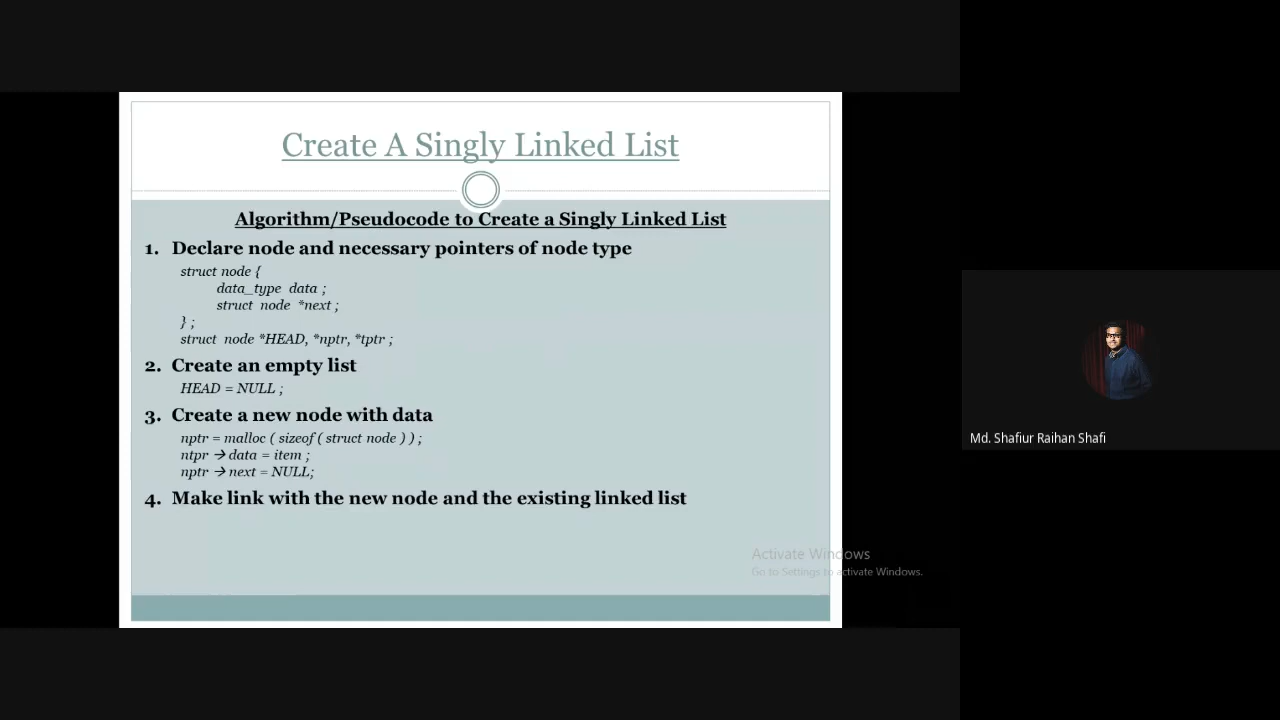 Create A Singly Linked List
Algorithm/Pseudocode to Create a Singly Linked List
1. Declare node and necessary pointers of node type
struct node {
data_type data ;
struct node *next ;
} ;
struct node *HEAD, *nptr, *tptr ;
2. Create an empty list
HEAD = NULL ;
3. Create a new node with data
nptr = malloc ( sizeof ( struct node ) ) ;
ntpr → data = item ;
nptr → next = NULL;
4. Make link with the new node and the existing linked list
Activate Windows
Go to Settings to activate Windows.
Md. Shafiur Raihan Shafi